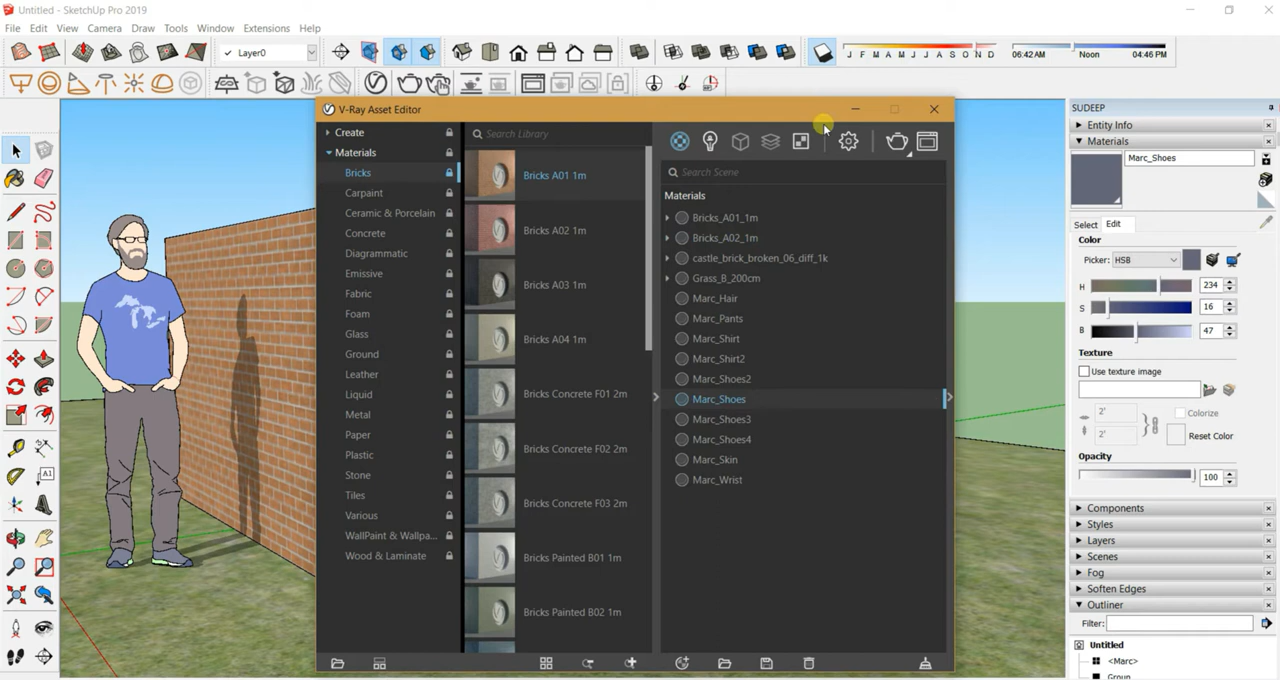 Untitled - SketchUp Pro 2019
File Edit View Camera Draw Tools Window Extensions Help
Layer0
J F M A M J J A S O N D
06:42 AM Noon 04:46 PM
V-Ray Asset Editor
Create
Materials
Bricks
Carpaint
Ceramic & Porcelain
Concrete
Diagrammatic
Emissive
Fabric
Foam
Glass
Ground
Leather
Liquid
Metal
Paper
Plastic
Stone
Tiles
Various
WallPaint & Wallpa...
Wood & Laminate
Search Library
Bricks A01 1m
Bricks A02 1m
Bricks A03 1m
Bricks A04 1m
Bricks Concrete F01 2m
Bricks Concrete F02 2m
Bricks Concrete F03 2m
Bricks Painted B01 1m
Bricks Painted B02 1m
Search Scene
Materials
Bricks_A01_1m
Bricks_A02_1m
castle_brick_broken_06_diff_1k
Grass_B_200cm
Marc_Hair
Marc_Pants
Marc_Shirt
Marc_Shirt2
Marc_Shoes2
Marc_Shoes
Marc_Shoes3
Marc_Shoes4
Marc_Skin
Marc_Wrist
SUDEEP
Entity Info
Materials
Marc_Shoes
Select Edit
Color
Picker: HSB
H 234
S 16
B 47
Texture
Use texture image
2' Colorize
2' Reset Color
Opacity
100
Components
Styles
Layers
Scenes
Fog
Soften Edges
Outliner
Filter:
Untitled
<Marc>
Group
A1